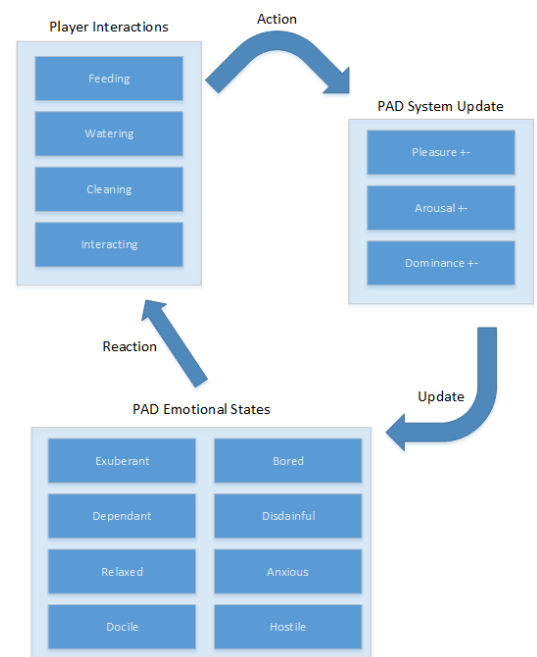 Player Interactions
Feeding
Watering
Cleaning
Interacting
Action
PAD System Update
Pleasure +-
Arousal +-
Dominance +-
Update
PAD Emotional States
Exuberant
Bored
Dependant
Disdainful
Relaxed
Anxious
Docile
Hostile
Reaction